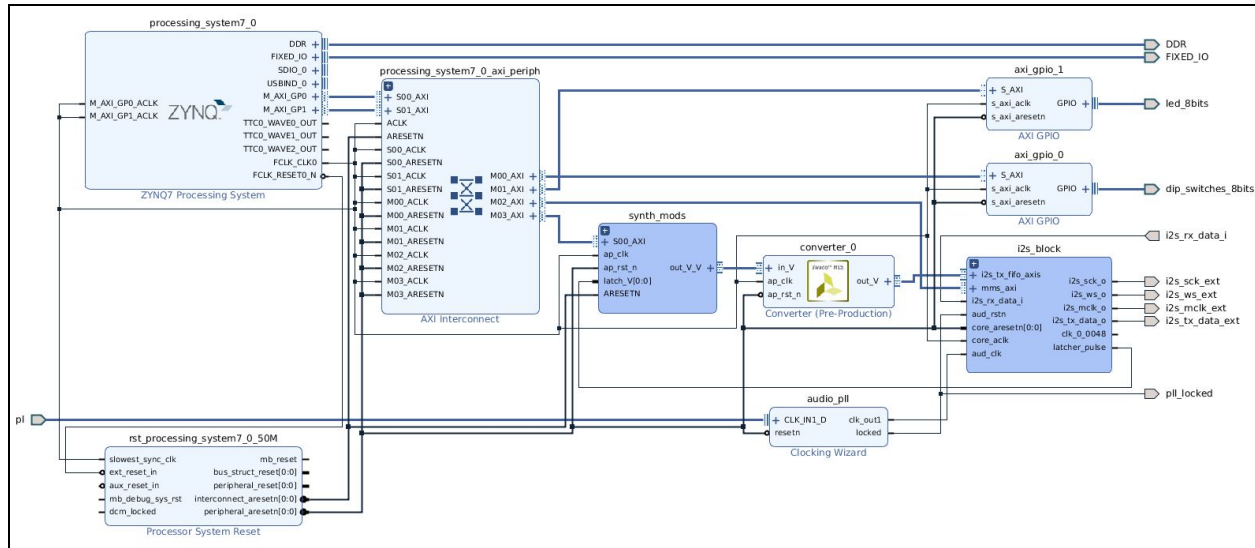 processing_system7_0
DDR
FIXED_IO
SDIO_0
USBIND_0
M_AXI_GP0
M_AXI_GP1
TTC0_WAVE0_OUT
TTC0_WAVE1_OUT
TTC0_WAVE2_OUT
FCLK_CLK0
FCLK_RESET0_N
M_AXI_GP0_ACLK
M_AXI_GP1_ACLK
ZYNQ
ZYNQ7 Processing System
processing_system7_0_axi_periph
S00_AXI
S01_AXI
ACLK
ARESETN
S00_ACLK
S00_ARESETN
S01_ACLK
S01_ARESETN
M00_ACLK
M00_ARESETN
M01_ACLK
M01_ARESETN
M02_ACLK
M02_ARESETN
M03_ACLK
M03_ARESETN
M00_AXI
M01_AXI
M02_AXI
M03_AXI
AXI Interconnect
synth_mods
S00_AXI
ap_clk
ap_rst_n
latch_V[0:0]
ARESETN
out_V_V
converter_0
in_V
ap_clk
ap_rst_n
out_V
Converter (Pre-Production)
axi_gpio_1
S_AXI
s_axi_aclk
s_axi_aresetn
GPIO
AXI GPIO
axi_gpio_0
S_AXI
s_axi_aclk
s_axi_aresetn
GPIO
AXI GPIO
i2s_block
i2s_tx_fifo_axis
mms_axi
i2s_rx_data_i
aud_rstn
core_aresetn[0:0]
core_aclk
aud_clk
i2s_sck_o
i2s_ws_o
i2s_mclk_o
i2s_tx_data_o
clk_0_0048
latcher_pulse
DDR
FIXED_IO
led_8bits
dip_switches_8bits
i2s_rx_data_i
i2s_sck_ext
i2s_ws_ext
i2s_mclk_ext
i2s_tx_data_ext
pll_locked
audio_pll
CLK_IN1_D
resetn
clk_out1
locked
Clocking Wizard
pl
rst_processing_system7_0_50M
slowest_sync_clk
ext_reset_in
aux_reset_in
mb_debug_sys_rst
dcm_locked
mb_reset
bus_struct_reset[0:0]
peripheral_reset[0:0]
interconnect_aresetn[0:0]
peripheral_aresetn[0:0]
Processor System Reset